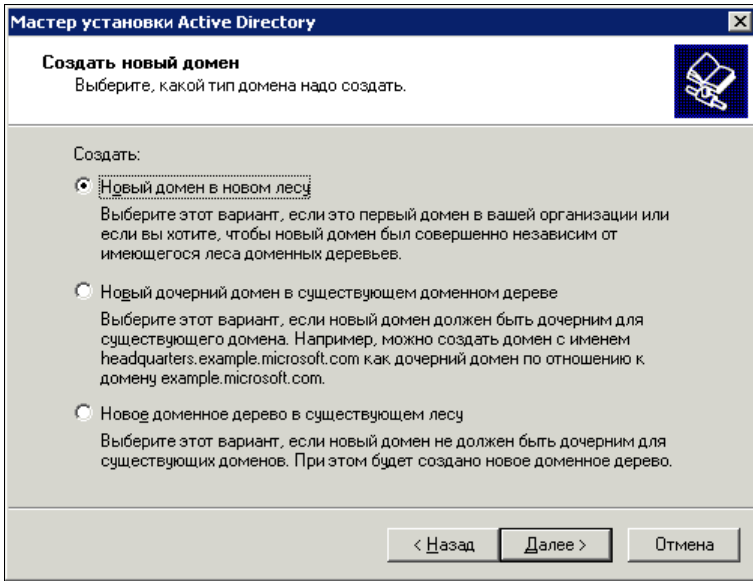 Мастер установки Active Directory
Создать новый домен
Выберите, какой тип домена надо создать.
Создать:
Новый домен в новом лесу
Выберите этот вариант, если это первый домен в вашей организации или
если вы хотите, чтобы новый домен был совершенно независим от
имеющегося леса доменных деревьев.
Новый дочерний домен в существующем доменном дереве
Выберите этот вариант, если новый домен должен быть дочерним для
существующего домена. Например, можно создать домен с именем
headquarters.example.microsoft.com как дочерний домен по отношению к
домену example.microsoft.com.
Новое доменное дерево в существующем лесу
Выберите этот вариант, если новый домен не должен быть дочерним для
существующих доменов. При этом будет создано новое доменное дерево.
< Назад Далее > Отмена